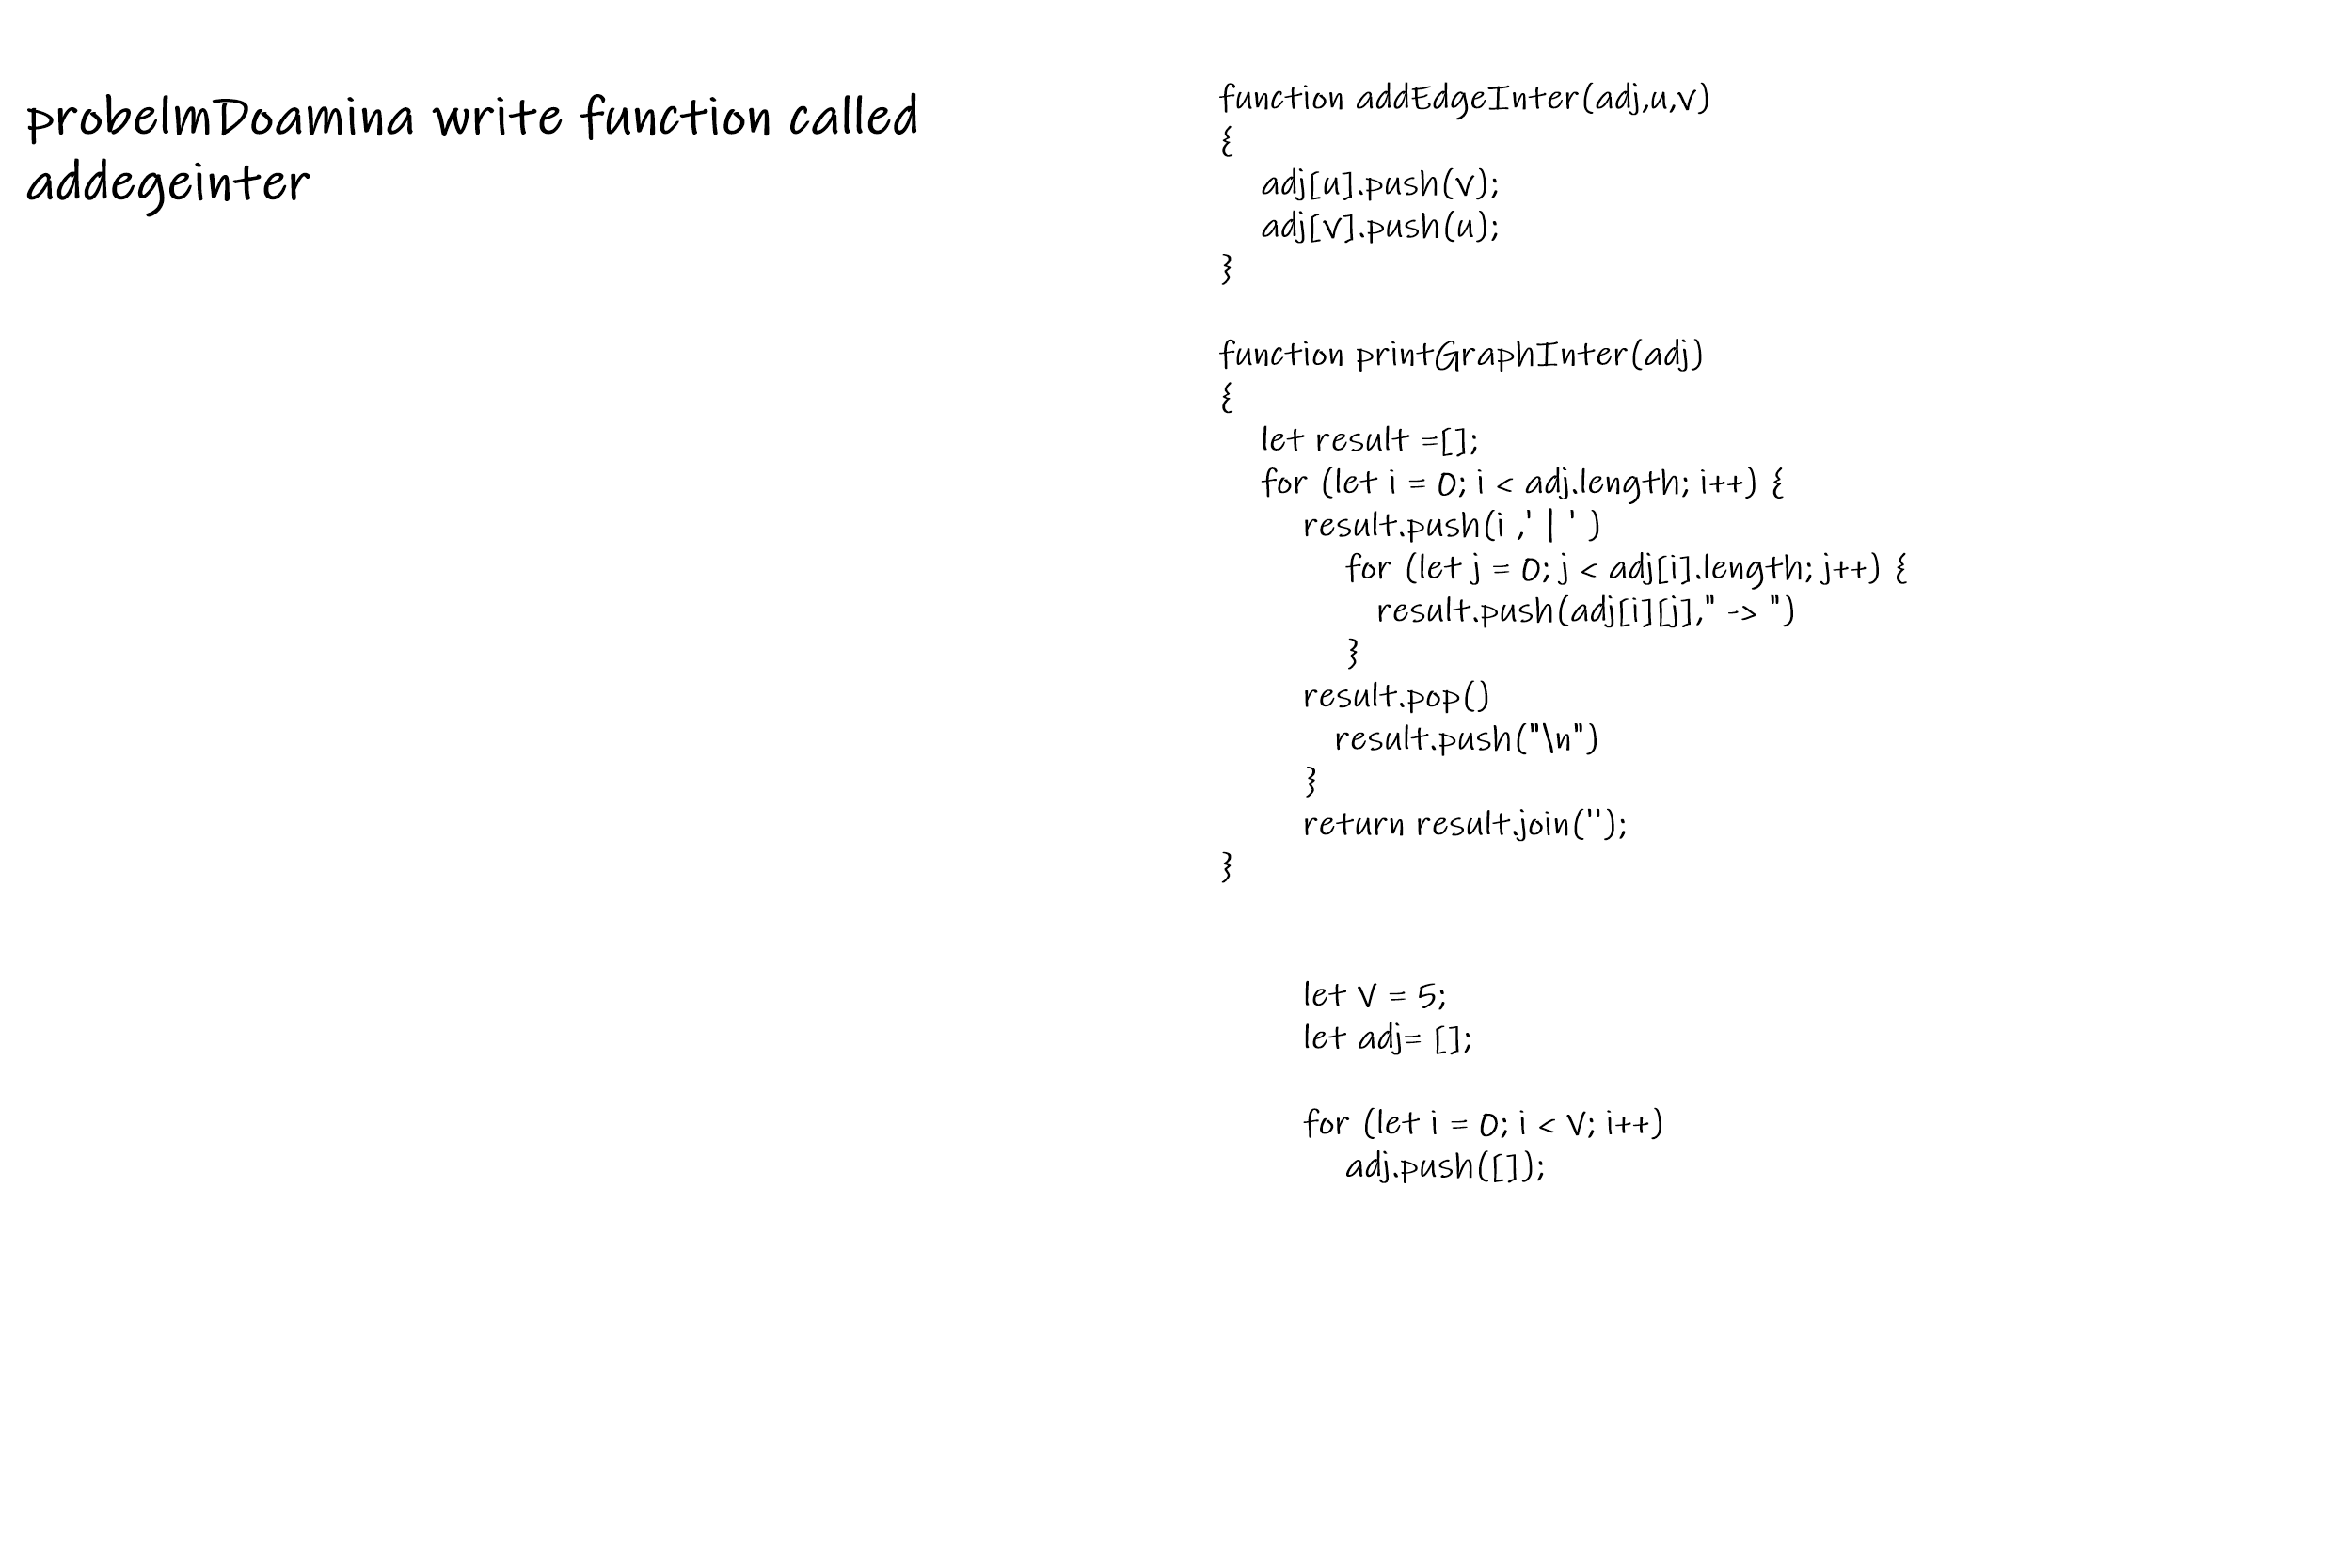 probelmDoamina write function called
addegeinter
function addEdgeInter(adj,u,v)
{
adj[u].push(v);
adj[v].push(u);
}
function printGraphInter(adj)
{
let result =[];
for (let i = 0; i < adj.length; i++) {
result.push(i ,' | ' )
for (let j = 0; j < adj[i].length; j++) {
result.push(adj[i][j]," -> ")
}
result.pop()
result.push("\n")
}
return result.join('');
}
let V = 5;
let adj= [];
for (let i = 0; i < V; i++)
adj.push([]);